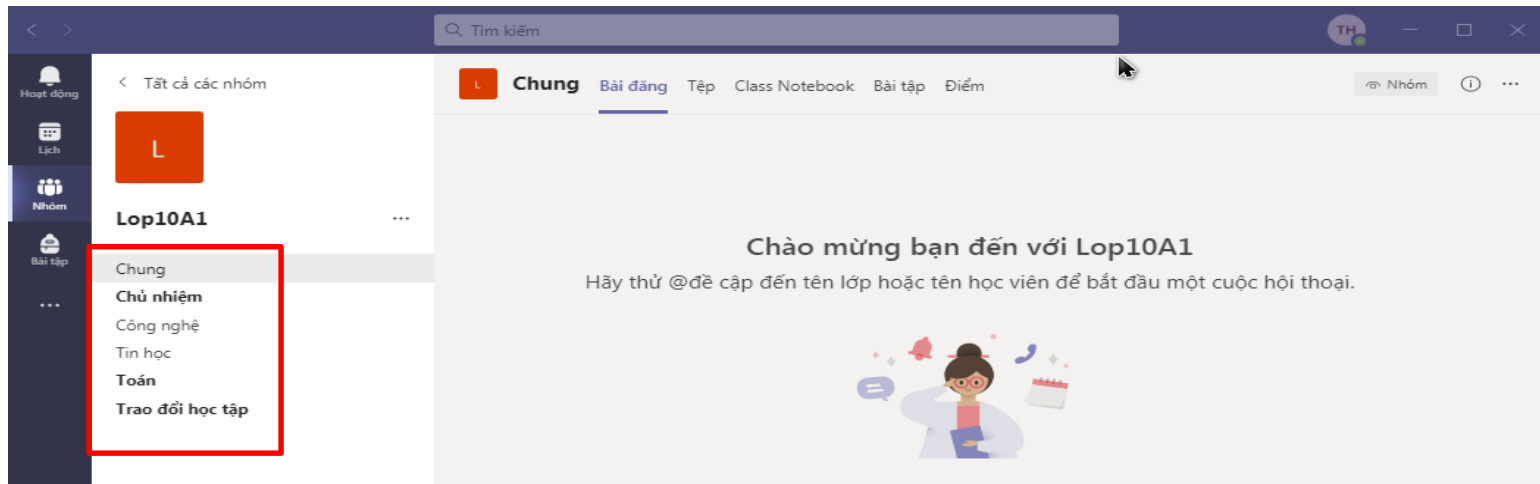 Tìm kiếm
TH
Hoạt động
Lịch
Nhóm
Bài tập
Tất cả các nhóm
L
Lop10A1
Chung
Chủ nhiệm
Công nghệ
Tin học
Toán
Trao đổi học tập
L Chung Bài đăng Tệp Class Notebook Bài tập Điểm Nhóm
Chào mừng bạn đến với Lop10A1
Hãy thử @đề cập đến tên lớp hoặc tên học viên để bắt đầu một cuộc hội thoại.